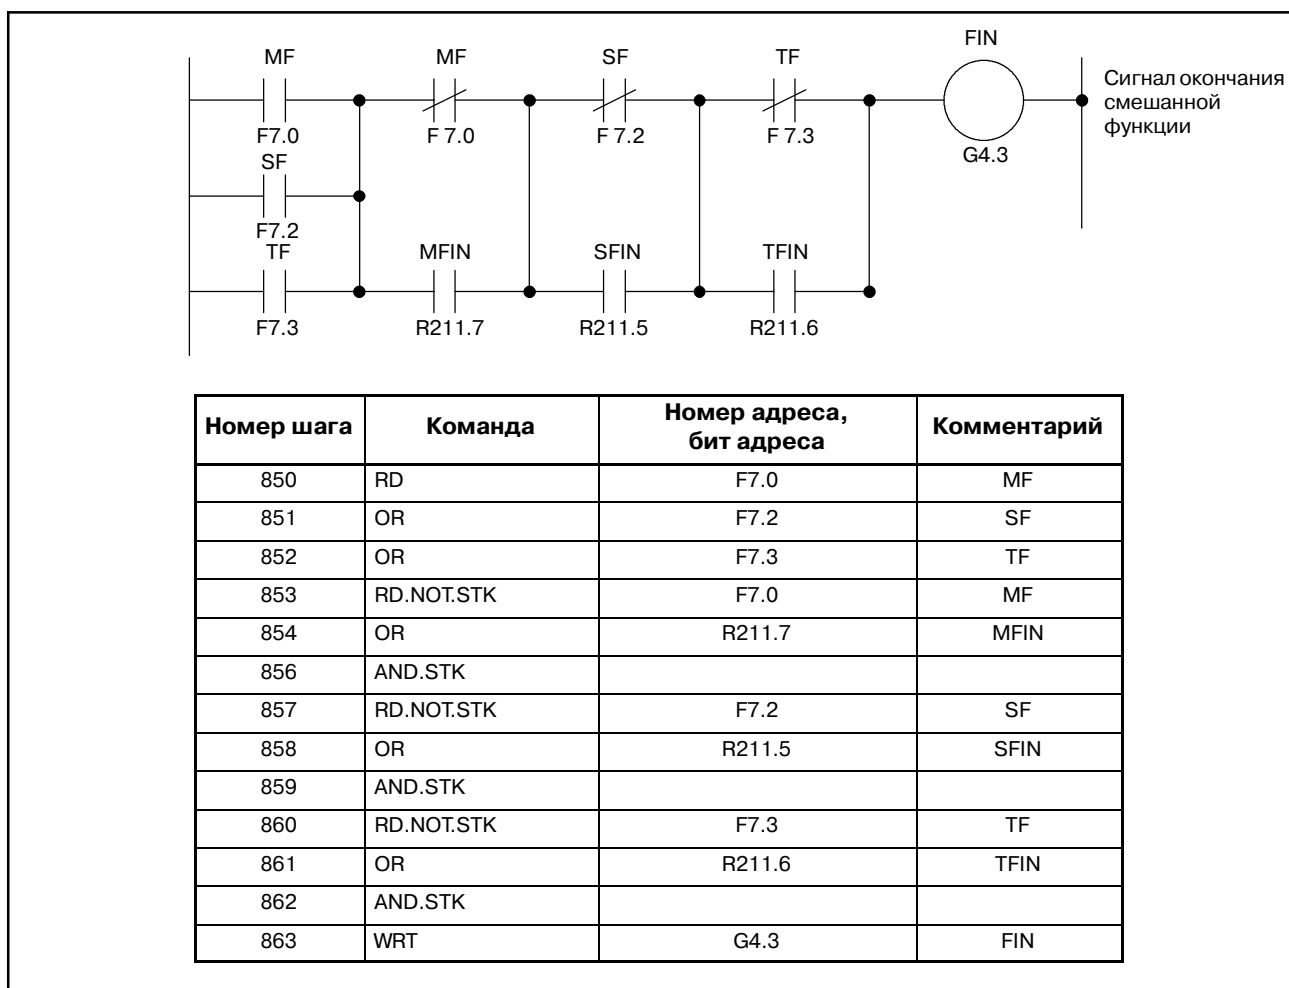 FIN
MF MF SF TF
Сигнал окончания
смешанной
функции
F7.0 F 7.0 F 7.2 F 7.3
G4.3
SF
F7.2
TF MFIN SFIN TFIN
F7.3 R211.7 R211.5 R211.6
Номер шага Команда Номер адреса, бит адреса Комментарий
850 RD F7.0 MF
851 OR F7.2 SF
852 OR F7.3 TF
853 RD.NOT.STK F7.0 MF
854 OR R211.7 MFIN
856 AND.STK
857 RD.NOT.STK F7.2 SF
858 OR R211.5 SFIN
859 AND.STK
860 RD.NOT.STK F7.3 TF
861 OR R211.6 TFIN
862 AND.STK
863 WRT G4.3 FIN